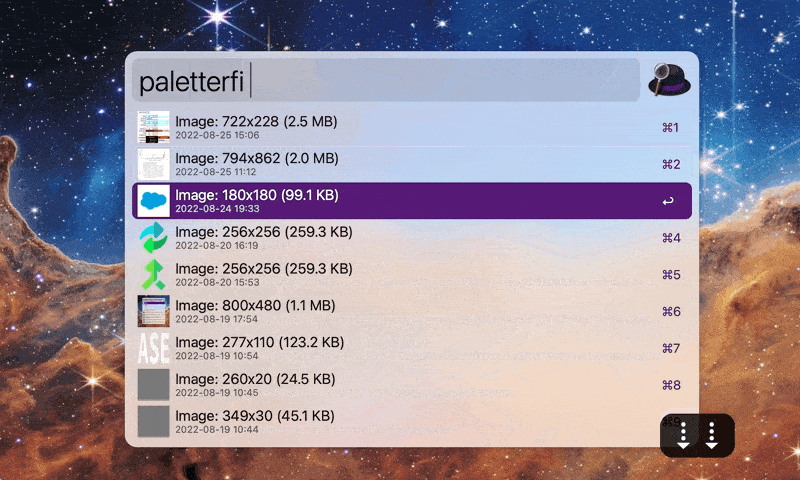 paletterfi
Image: 722x228 (2.5 MB)
2022-08-25 15:06
⌘1
Image: 794x862 (2.0 MB)
2022-08-25 11:12
⌘2
Image: 180x180 (99.1 KB)
2022-08-24 19:33
↩
Image: 256x256 (259.3 KB)
2022-08-20 16:19
⌘4
Image: 256x256 (259.3 KB)
2022-08-20 15:53
⌘5
Image: 800x480 (1.1 MB)
2022-08-19 17:54
⌘6
ASE
Image: 277x110 (123.2 KB)
2022-08-19 10:54
⌘7
Image: 260x20 (24.5 KB)
2022-08-19 10:45
⌘8
Image: 349x30 (45.1 KB)
2022-08-19 10:44
⌘9